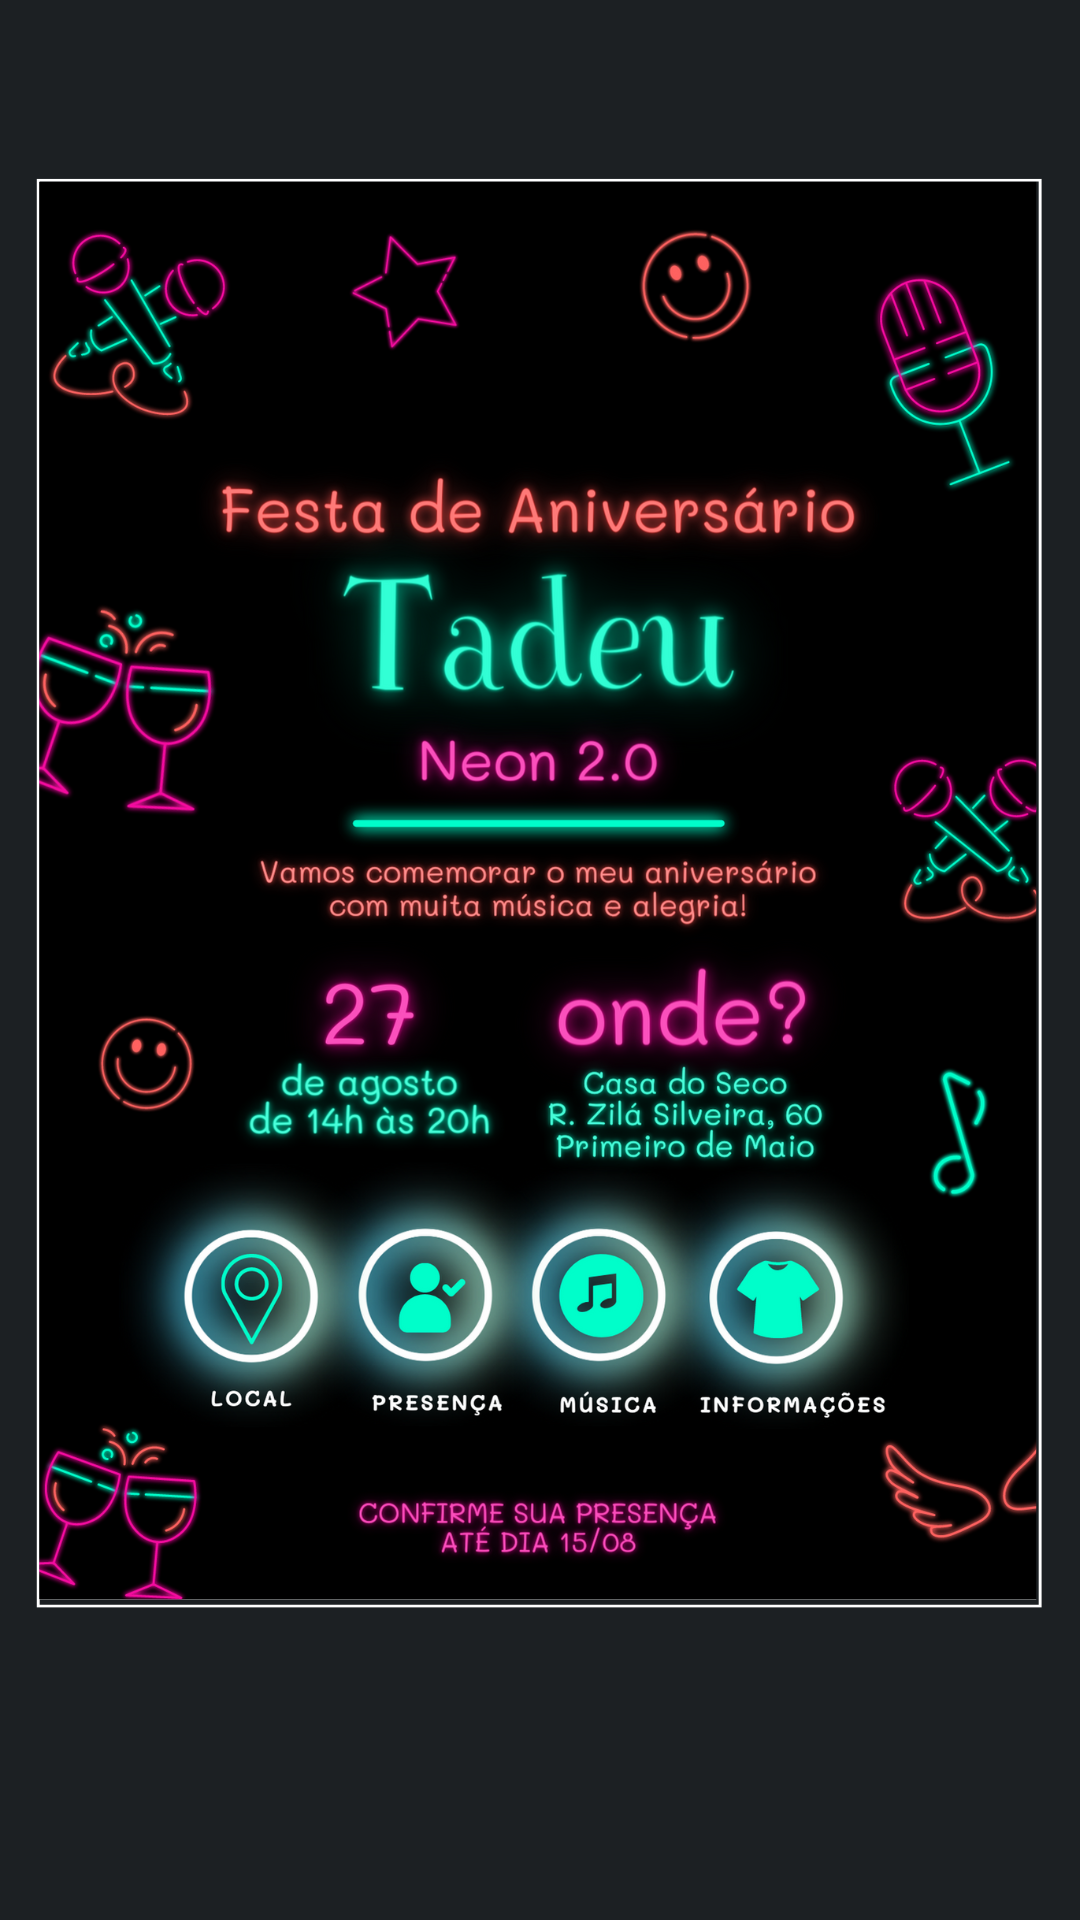 Festa de Aniversário
Tadeu
Neon 2.0
Vamos comemorar o meu aniversário
com muita música e alegria!
27
de agosto
de 14h às 20h
onde?
Casa do Seco
R. Zilá Silveira, 60
Primeiro de Maio
LOCAL
PRESENÇA
MÚSICA
INFORMAÇÕES
CONFIRME SUA PRESENÇA
ATÉ DIA 15/08